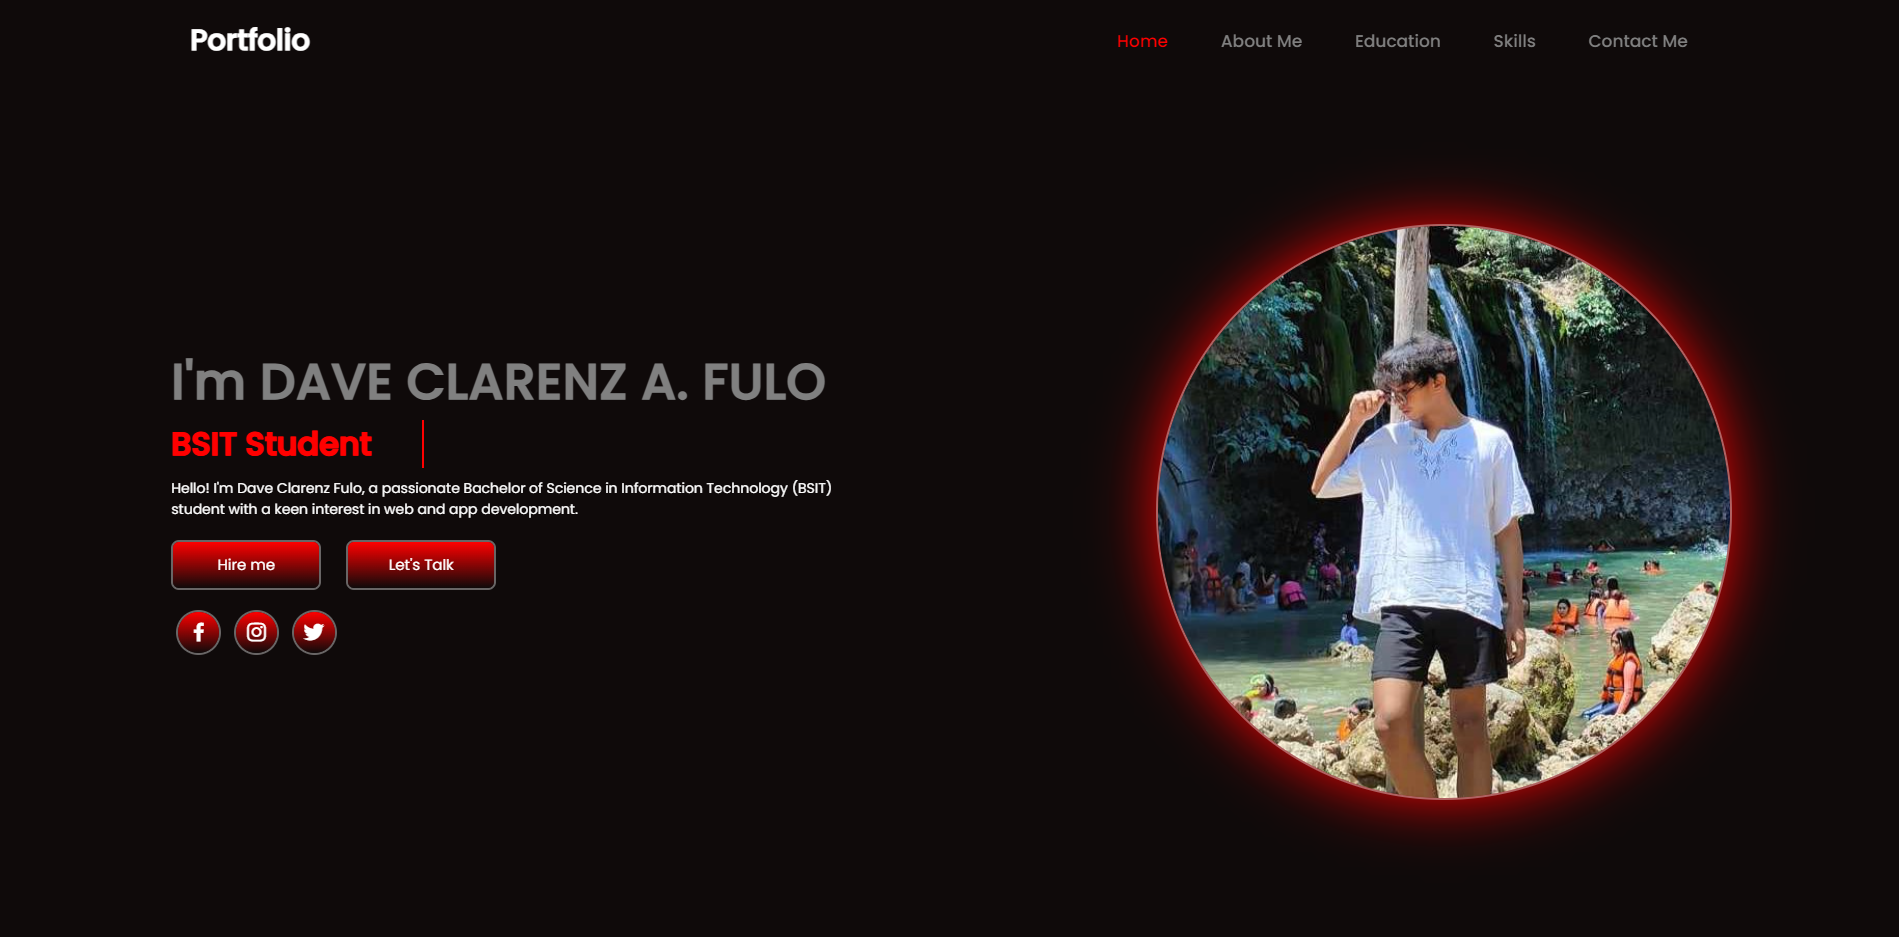 Portfolio
Home About Me Education Skills Contact Me
I'm DAVE CLARENZ A. FULO
BSIT Student
Hello! I'm Dave Clarenz Fulo, a passionate Bachelor of Science in Information Technology (BSIT)
student with a keen interest in web and app development.
Hire me Let's Talk